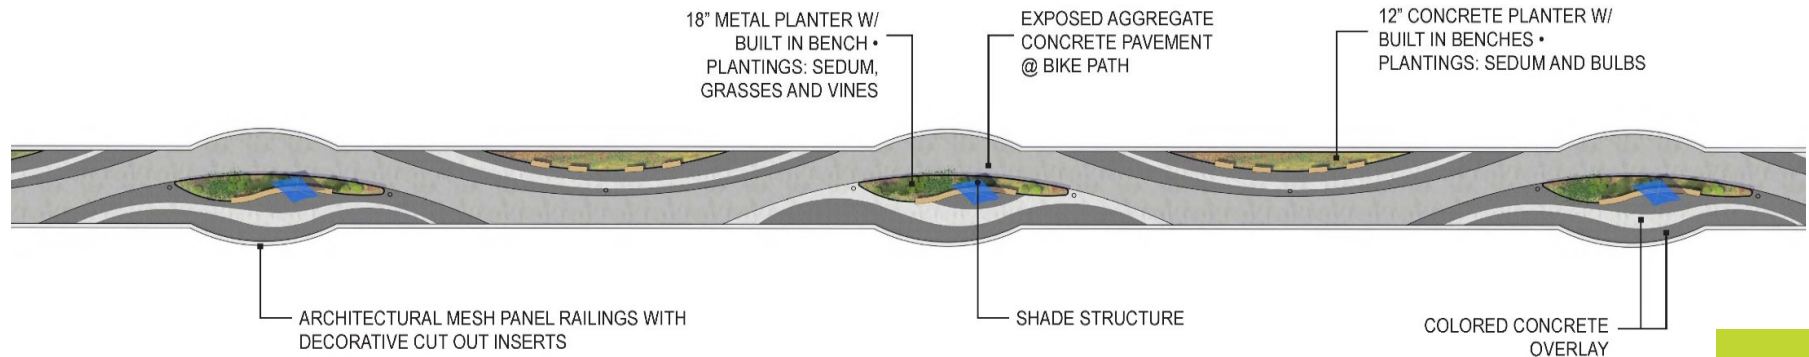 18” METAL PLANTER W/
BUILT IN BENCH •
PLANTINGS: SEDUM,
GRASSES AND VINES
EXPOSED AGGREGATE
CONCRETE PAVEMENT
@ BIKE PATH
12” CONCRETE PLANTER W/
BUILT IN BENCHES •
PLANTINGS: SEDUM AND BULBS
ARCHITECTURAL MESH PANEL RAILINGS WITH
DECORATIVE CUT OUT INSERTS
SHADE STRUCTURE
COLORED CONCRETE
OVERLAY